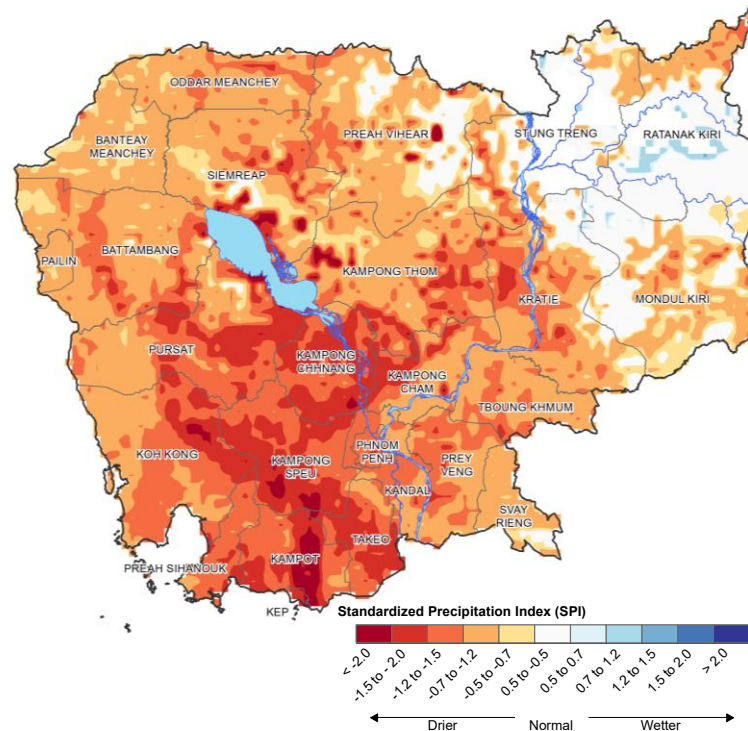 ODDAR MEANCHEY
BANTEAY
MEANCHEY
PREAH VIHEAR
STUNG TRENG
RATANAK KIRI
SIEMREAP
BATTAMBANG
PAILIN
KAMPONG THOM
KRATIE
MONDUL KIRI
PURSAT
KAMPONG
CHHNANG
KAMPONG
CHAM
TBOUNG KHMUM
KOH KONG
KAMPONG
SPEU
PHNOM
PENH
PREY
VENG
KANDAL
SVAY
RIENG
TAKEO
KAMPOT
PREAH SIHANOUK
KEP
Standardized Precipitation Index (SPI)
< -2.0
-1.5 to - 2.0
-1.2 to -1.5
-0.7 to -1.2
-0.5 to -0.7
0.5 to -0.5
0.5 to 0.7
0.7 to 1.2
1.2 to 1.5
1.5 to 2.0
> 2.0
Drier Normal Wetter